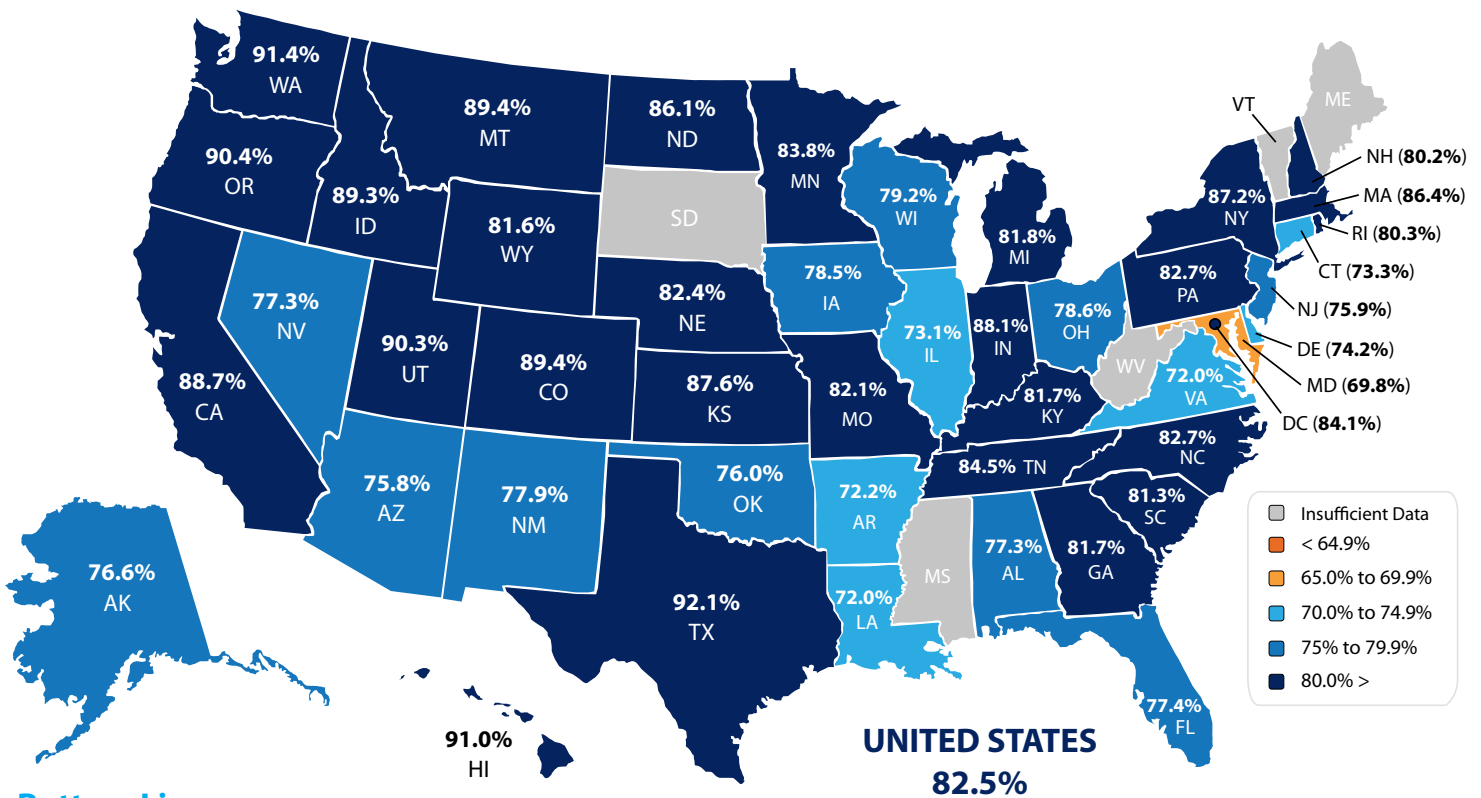 91.4%
WA
90.4%
OR
89.3%
ID
89.4%
MT
86.1%
ND
83.8%
MN
SD
81.6%
WY
77.3%
NV
90.3%
UT
89.4%
CO
82.4%
NE
87.6%
KS
88.7%
CA
75.8%
AZ
77.9%
NM
76.0%
OK
92.1%
TX
78.5%
IA
79.2%
WI
73.1%
IL
82.1%
MO
72.2%
AR
72.0%
LA
MS
81.8%
MI
88.1%
IN
78.6%
OH
81.7%
KY
84.5% TN
77.3%
AL
81.7%
GA
77.4%
FL
81.3%
SC
82.7%
NC
72.0%
VA
WV
82.7%
PA
87.2%
NY
VT
ME
NH (80.2%)
MA (86.4%)
RI (80.3%)
CT (73.3%)
NJ (75.9%)
DE (74.2%)
MD (69.8%)
DC (84.1%)
76.6%
AK
91.0%
HI
Insufficient Data
< 64.9%
65.0% to 69.9%
70.0% to 74.9%
75% to 79.9%
80.0% >
UNITED STATES
82.5%